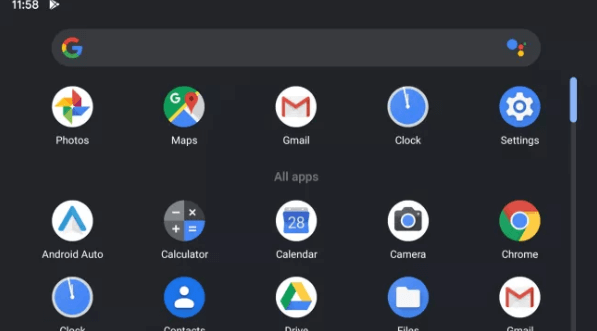 11:58
G
Photos Maps Gmail Clock Settings
All apps
28
Android Auto Calculator Calendar Camera Chrome
Clock Contacts Drive Files Gmail